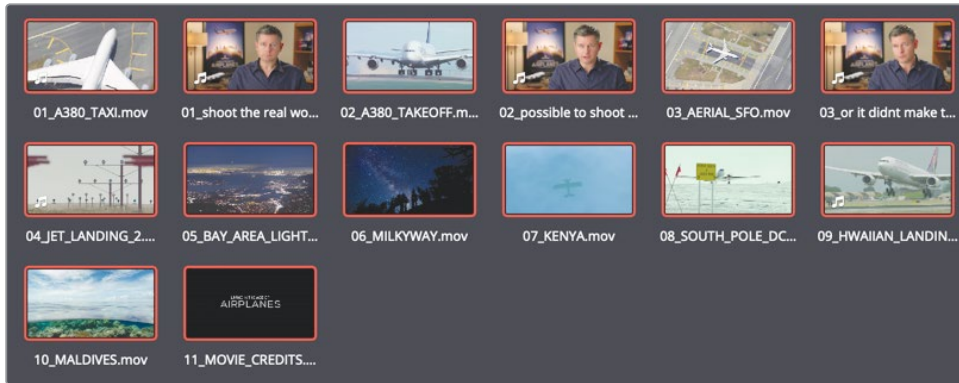 01_A380_TAXI.mov
01_shoot the real wo...
02_A380_TAKEOFF.m...
02_possible to shoot ...
03_AERIAL_SFO.mov
03_or it didnt make t...
04_JET_LANDING_2....
05_BAY_AREA_LIGHT...
06_MILKYWAY.mov
07_KENYA.mov
08_SOUTH_POLE_DC...
09_HWAIIAN_LANDIN...
AIRPLANES
10_MALDIVES.mov
11_MOVIE_CREDITS....